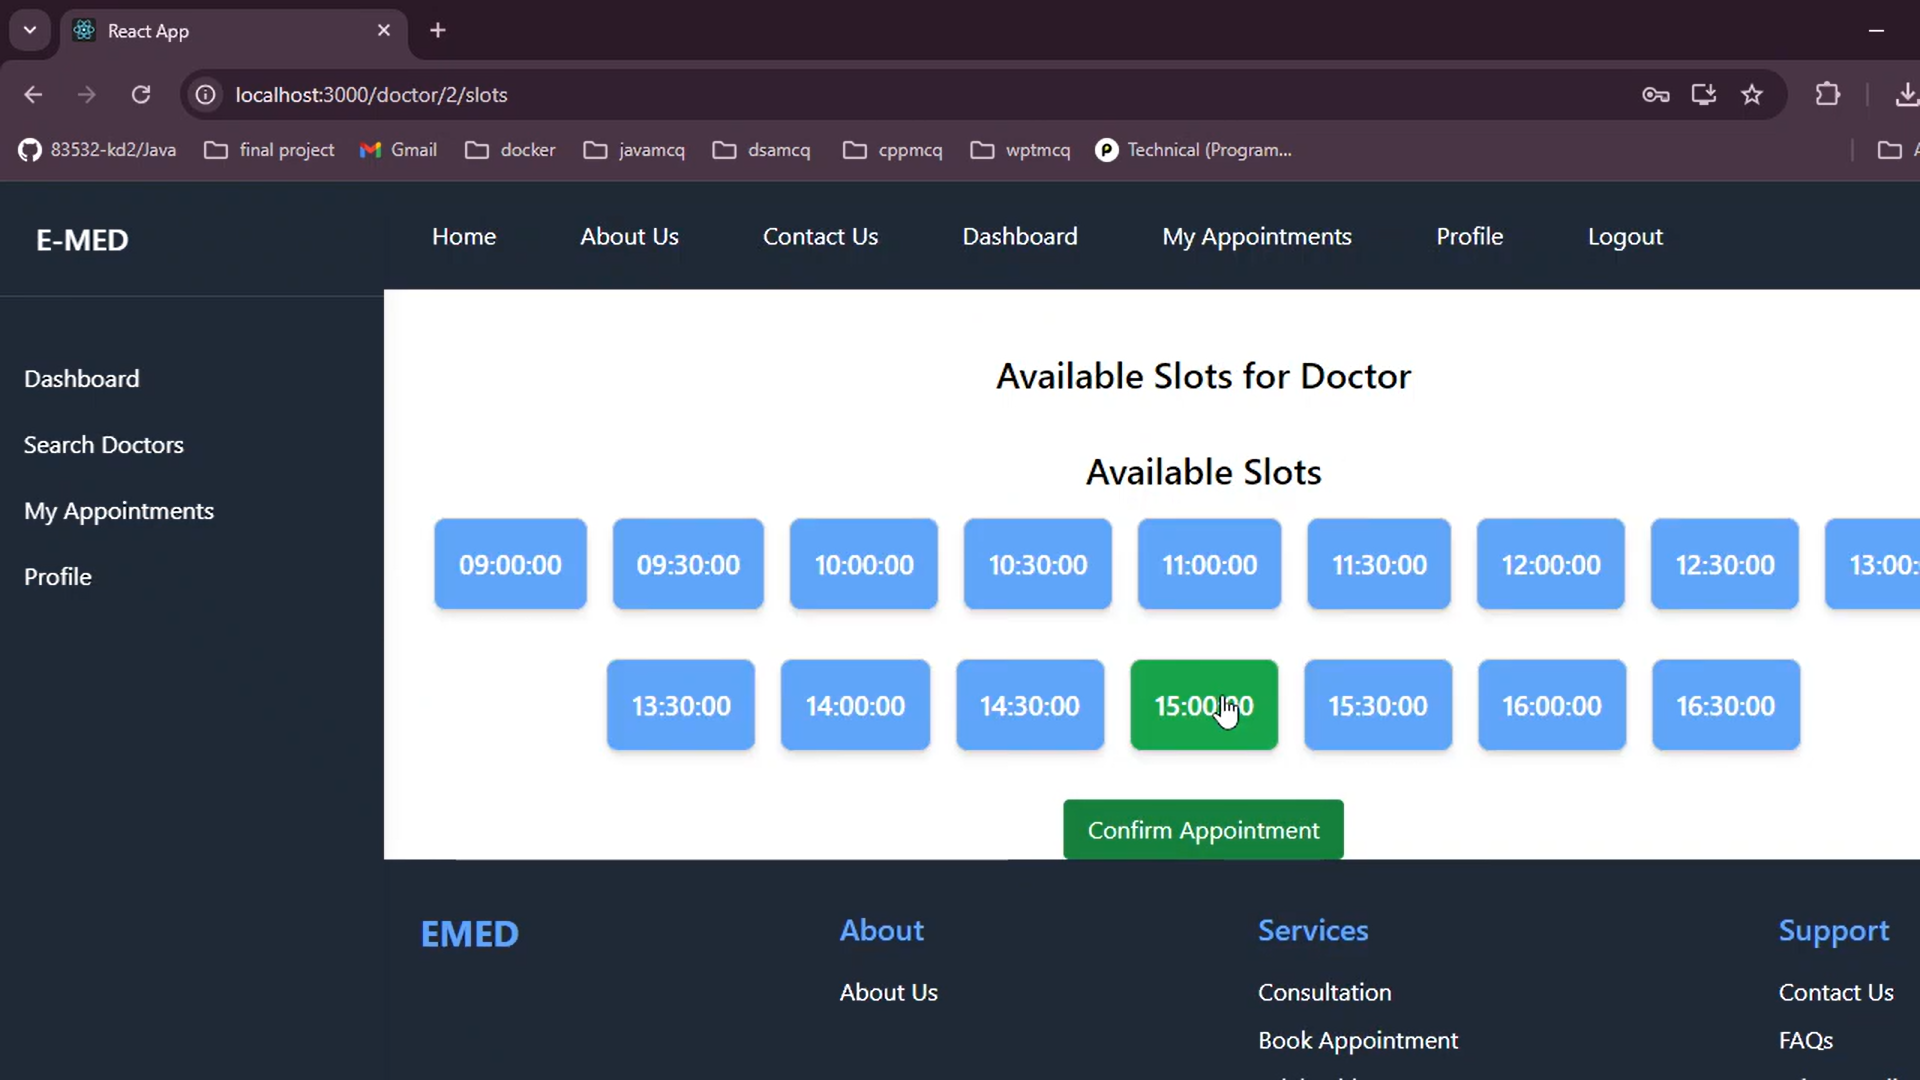 React App
localhost:3000/doctor/2/slots
83532-kd2/Java final project Gmail docker javamcq dsamcq cppmcq wptmcq Technical (Program...
E-MED Home About Us Contact Us Dashboard My Appointments Profile Logout
Dashboard
Search Doctors
My Appointments
Profile
Available Slots for Doctor
Available Slots
09:00:00 09:30:00 10:00:00 10:30:00 11:00:00 11:30:00 12:00:00 12:30:00 13:00:
13:30:00 14:00:00 14:30:00 15:00:00 15:30:00 16:00:00 16:30:00
Confirm Appointment
EMED About Services Support
About Us Consultation Contact Us
Book Appointment FAQs